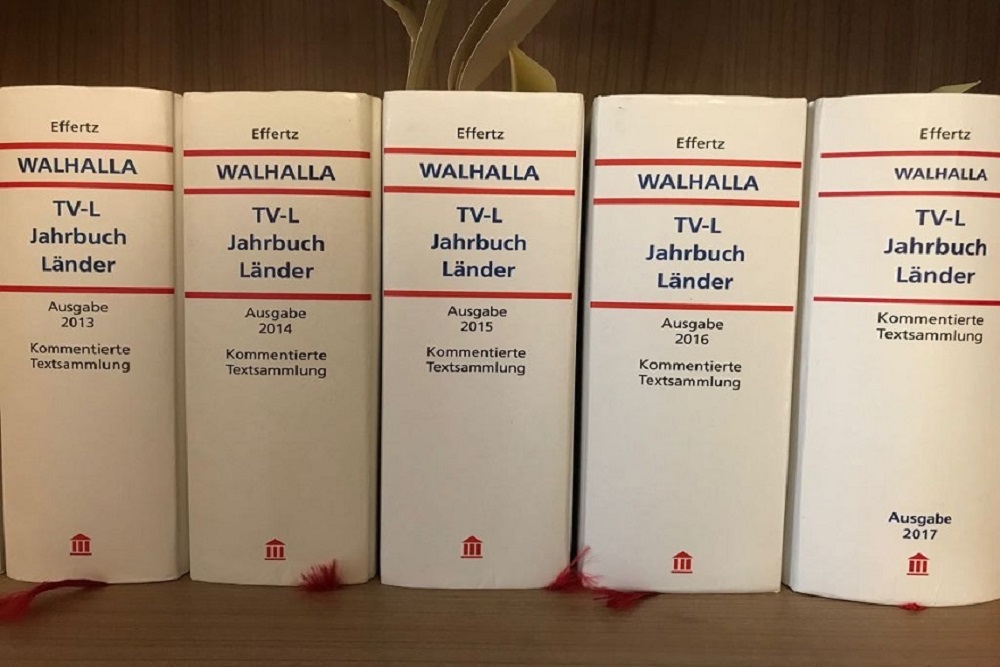 Effertz
WALHALLA
TV-L
Jahrbuch
Länder
Ausgabe
2013
Kommentierte
Textsammlung
Effertz
WALHALLA
TV-L
Jahrbuch
Länder
Ausgabe
2014
Kommentierte
Textsammlung
Effertz
WALHALLA
TV-L
Jahrbuch
Länder
Ausgabe
2015
Kommentierte
Textsammlung
Effertz
WALHALLA
TV-L
Jahrbuch
Länder
Ausgabe
2016
Kommentierte
Textsammlung
Effertz
WALHALLA
TV-L
Jahrbuch
Länder
Kommentierte
Textsammlung
Ausgabe
2017